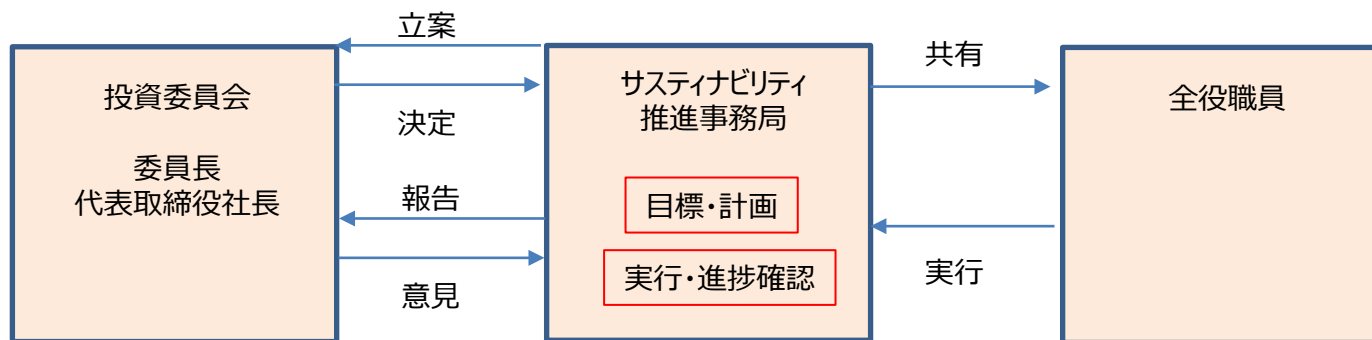 立案
投資委員会
委員長
代表取締役社長
決定
報告
意見
サスティナビリティ
推進事務局
目標・計画
実行・進捗確認
共有
実行
全役職員